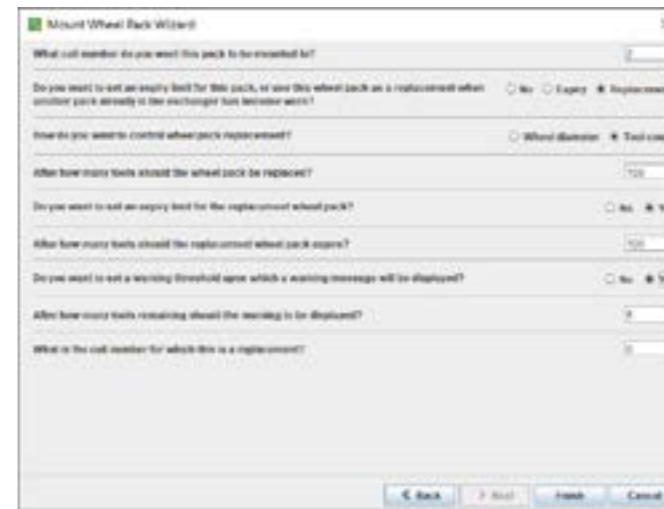 Mount Wheel Pack Wizard
What cell number do you want this pack to be mounted to?
Do you want to set an expiry limit for this pack, or use this wheel pack as a replacement when
another pack already in the exchanger has become worn?
No Expiry Replacement
How do you want to control wheel pack replacement?
Wheel diameter Tool
After how many tools should the wheel pack be replaced?
Do you want to set an expiry limit for the replacement wheel pack?
No
After how many tools should the replacement wheel pack expire?
Do you want to set a warning threshold upon which a warning message will be displayed?
No
After how many tools remaining should the warning to be displayed?
What is the cell number for which this is a replacement?
Back Next Finish Cancel